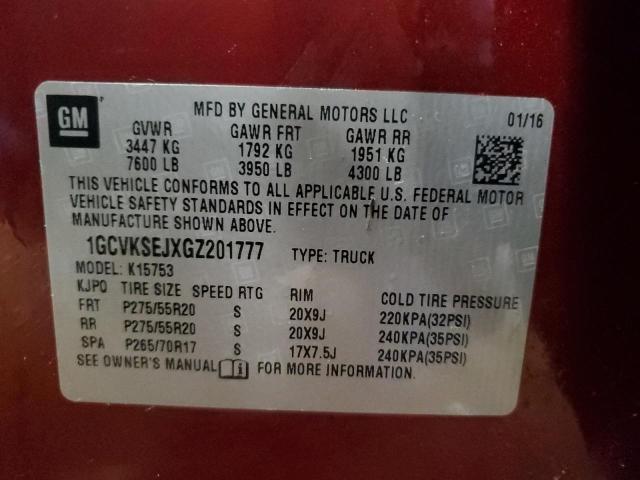 GM
MFD BY GENERAL MOTORS LLC 01/16
GVWR GAWR FRT GAWR RR
3447 KG 1792 KG 1951 KG
7600 LB 3950 LB 4300 LB
THIS VEHICLE CONFORMS TO ALL APPLICABLE U.S. FEDERAL MOTOR
VEHICLE SAFETY STANDARDS IN EFFECT ON THE DATE OF
MANUFACTURE SHOWN ABOVE.
1GCVKSEJXGZ201777 TYPE: TRUCK
MODEL: K15753
KJPQ TIRE SIZE SPEED RTG RIM COLD TIRE PRESSURE
FRT P275/55R20 S 20X9J 220KPA(32PSI)
RR P275/55R20 S 20X9J 240KPA(35PSI)
SPA P265/70R17 S 17X7.5J 240KPA(35PSI)
SEE OWNER'S MANUAL FOR MORE INFORMATION.